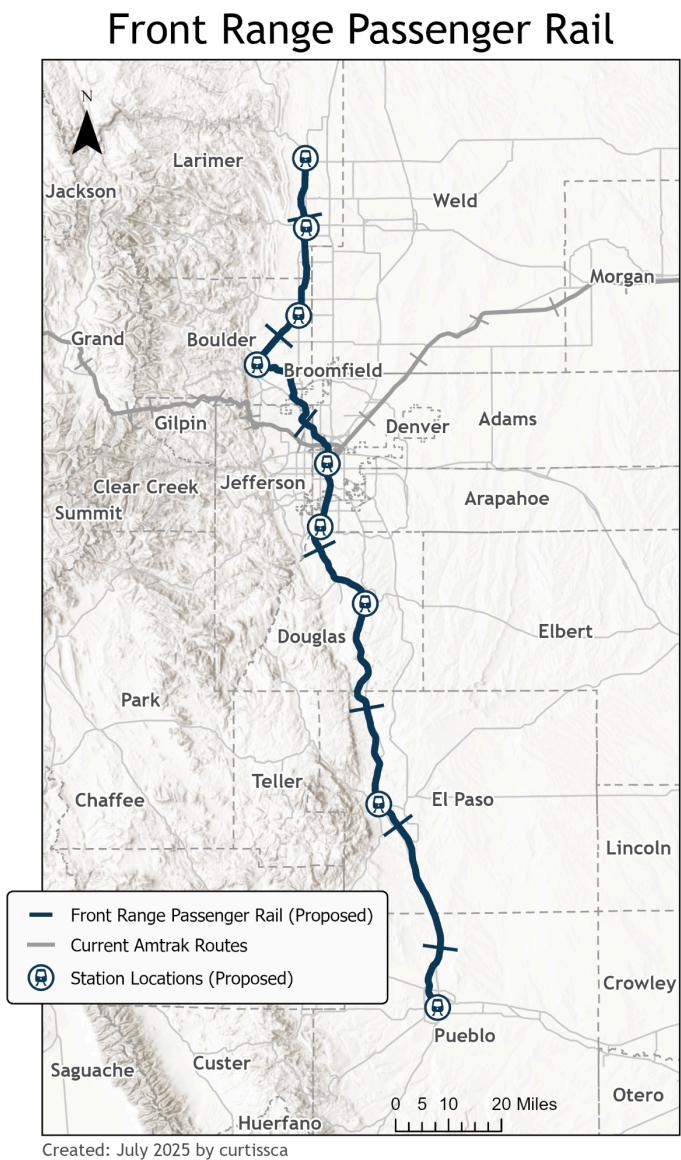 Front Range Passenger Rail
N
Larimer
Jackson
Weld
Morgan
Grand
Boulder
Broomfield
Gilpin
Denver
Adams
Clear Creek
Jefferson
Arapahoe
Summit
Douglas
Elbert
Park
Teller
Chaffee
El Paso
Lincoln
Front Range Passenger Rail (Proposed)
Current Amtrak Routes
Station Locations (Proposed)
Crowley
Pueblo
Saguache
Custer
Otero
Huerfano
0 5 10 20 Miles
Created: July 2025 by curtissca